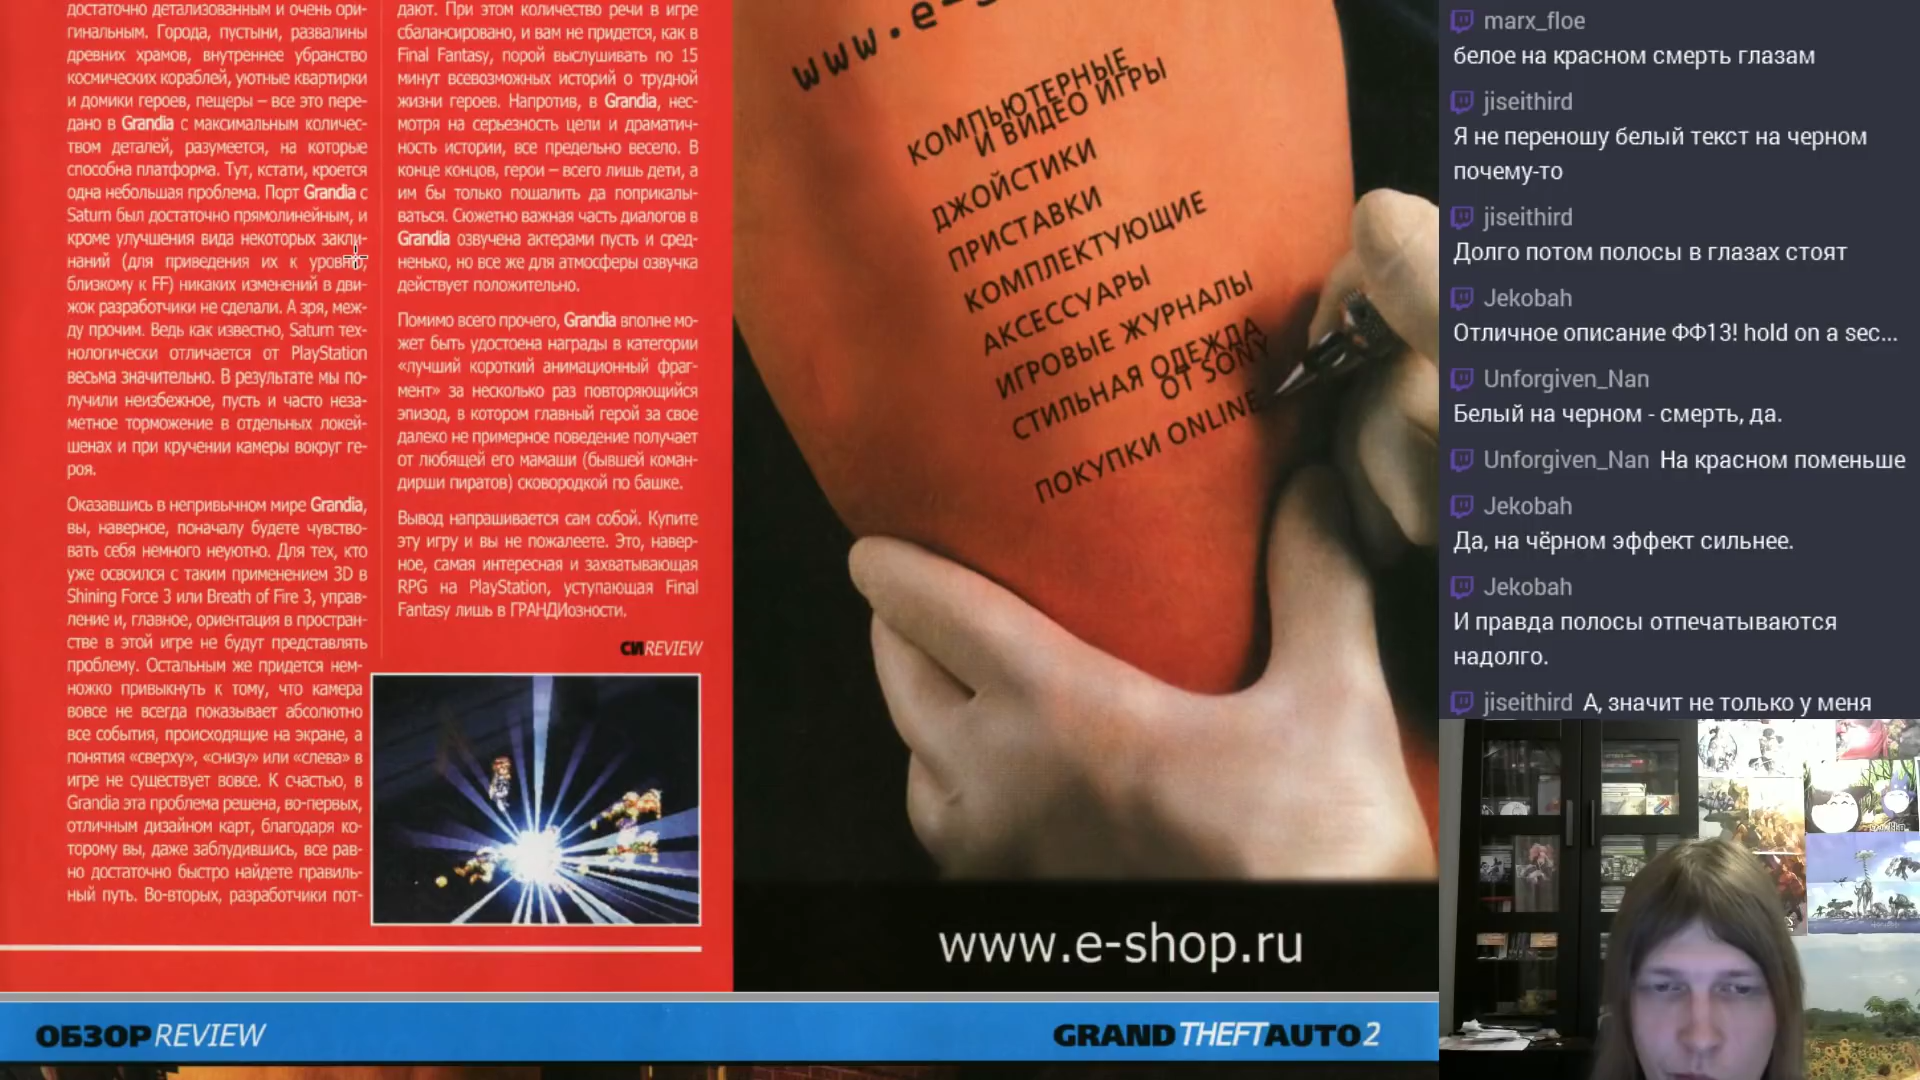 достаточно детализованным и очень ори-
гинальным. Города, пустыни, развалины
древних храмов, внутреннее убранство
космических кораблей, уютные квартирки
и домики героев, пещеры – все это пере-
дано в Grandia с максимальным количес-
твом деталей, разумеется, на которые
способна платформа. Тут, кстати, кроется
одна небольшая проблема. Порт Grandia с
Saturn был достаточно прямолинейным, и
кроме улучшения вида некоторых закли-
наний (для приведения их к уровню,
близкому к FF) никаких изменений в дви-
жок разработчики не сделали. А зря, меж-
ду прочим. Ведь как известно, Saturn тех-
нологически отличается от PlayStation
весьма значительно. В результате мы по-
лучили неизбежное, пусть и часто неза-
метное торможение в отдельных локей-
шенах и при кручении камеры вокруг ге-
роя.
Оказавшись в непривычном мире Grandia,
вы, наверное, поначалу будете чувство-
вать себя немного неуютно. Для тех, кто
уже освоился с таким применением 3D в
Shining Force 3 или Breath of Fire 3, управ-
ление и, главное, ориентация в простран-
стве в этой игре не будут представлять
проблему. Остальным же придется нем-
ножко привыкнуть к тому, что камера
вовсе не всегда показывает абсолютно
все события, происходящие на экране, а
понятия «сверху», «снизу» или «слева» в
игре не существует вовсе. К счастью, в
Grandia эта проблема решена, во-первых,
отличным дизайном карт, благодаря ко-
торому вы, даже заблудившись, все рав-
но достаточно быстро найдете правиль-
ный путь. Во-вторых, разработчики пот-
дают. При этом количество речи в игре
сбалансировано, и вам не придется, как в
Final Fantasy, порой выслушивать по 15
минут всевозможных историй о трудной
жизни героев. Напротив, в Grandia, нес-
мотря на серьезность цели и драматич-
ность истории, все предельно весело. В
конце концов, герои – всего лишь дети, а
им бы только пошалить да поприкалы-
ваться. Сюжетно важная часть диалогов в
Grandia озвучена актерами пусть и сред-
ненько, но все же для атмосферы озвучка
действует положительно.
Помимо всего прочего, Grandia вполне мо-
жет быть удостоена награды в категории
«лучший короткий анимационный фраг-
мент» за несколько раз повторяющийся
эпизод, в котором главный герой за свое
далеко не примерное поведение получает
от любящей его мамаши (бывшей коман-
дирши пиратов) сковородкой по башке.
Вывод напрашивается сам собой. Купите
эту игру и вы не пожалеете. Это, навер-
ное, самая интересная и захватывающая
RPG на PlayStation, уступающая Final
Fantasy лишь в ГРАНДИозности.
СИREVIEW
www.e-
КОМПЬЮТЕРНЫЕ
И ВИДЕО ИГРЫ
ДЖОЙСТИКИ
ПРИСТАВКИ
КОМПЛЕКТУЮЩИЕ
АКСЕССУАРЫ
ИГРОВЫЕ ЖУРНАЛЫ
СТИЛЬНАЯ ОДЕЖДА
ОТ SONY
ПОКУПКИ ONLINE
www.e-shop.ru
ОБЗОРREVIEW
GRANDTHEFTAUTO2
marx_floe
белое на красном смерть глазам
jiseithird
Я не переношу белый текст на черном
почему-то
jiseithird
Долго потом полосы в глазах стоят
Jekobah
Отличное описание ФФ13! hold on a sec...
Unforgiven_Nan
Белый на черном - смерть, да.
Unforgiven_Nan На красном поменьше
Jekobah
Да, на чёрном эффект сильнее.
Jekobah
И правда полосы отпечатываются
надолго.
jiseithird А, значит не только у меня